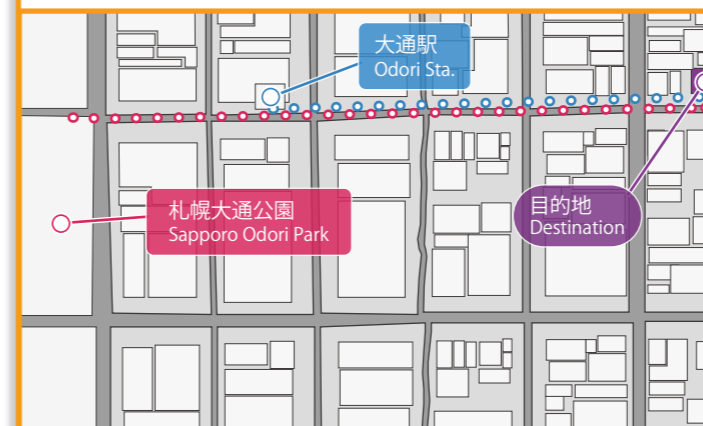 大通駅
Odori Sta.
札幌大通公園
Sapporo Odori Park
目的地
Destination